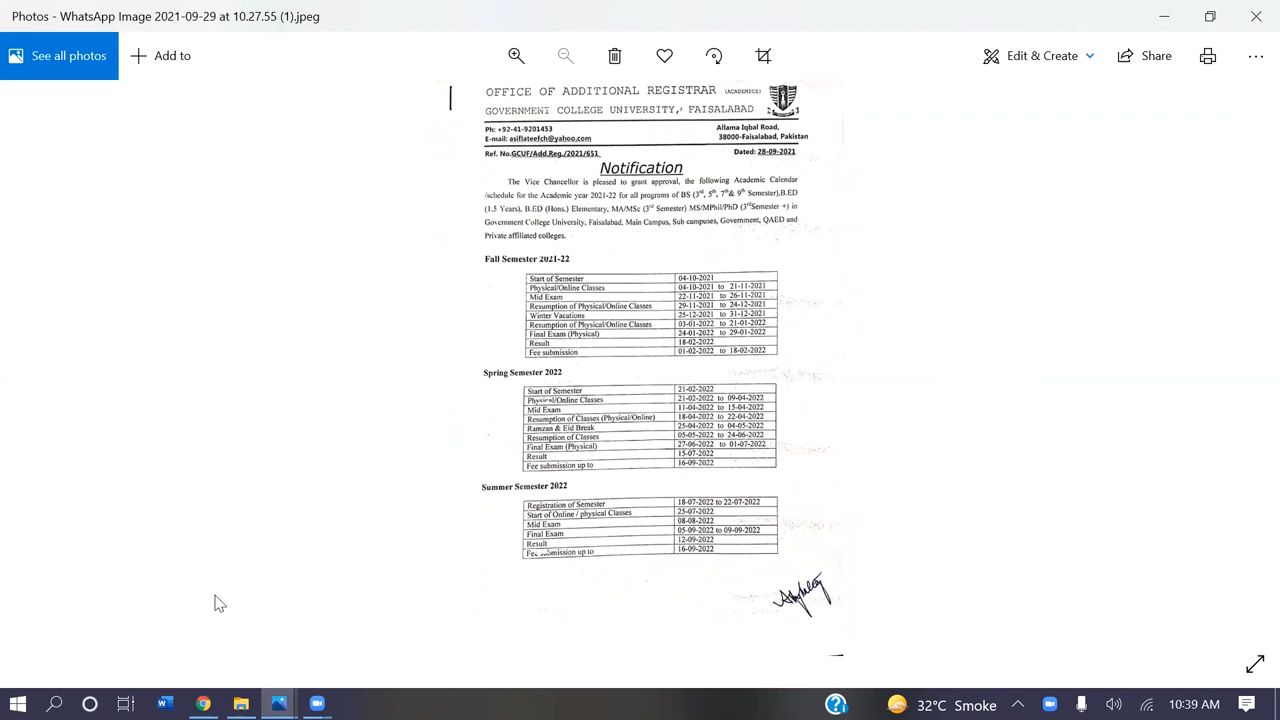 Photos - WhatsApp Image 2021-09-29 at 10.27.55 (1).jpeg
See all photos
Add to
Edit & Create
Share
OFFICE OF ADDITIONAL REGISTRAR (ACADEMICS)
GOVERNMENT COLLEGE UNIVERSITY, FAISALABAD
Ph: +92-41-9201453
Allama Iqbal Road,
E-mail: asiflateefch@yahoo.com
38000-Faisalabad, Pakistan
Ref. No.GCUF/Add.Reg./2021/651
Dated: 28-09-2021
Notification
The Vice Chancellor is pleased to grant approval, the following Academic Calendar
/schedule for the Academic year 2021-22 for all programs of BS (3rd, 5th, 7th& 9th Semester),B.ED
(1.5 Years), B.ED (Hons.) Elementary, MA/MSc (3rd Semester) MS/MPhil/PhD (3rdSemester +) in
Government College University, Faisalabad, Main Campus, Sub campuses, Government, QAED and
Private affiliated colleges.
Fall Semester 2021-22
Start of Semester 04-10-2021
Physical/Online Classes 04-10-2021 to 21-11-2021
Mid Exam 22-11-2021 to 26-11-2021
Resumption of Physical/Online Classes 29-11-2021 to 24-12-2021
Winter Vacations 25-12-2021 to 31-12-2021
Resumption of Physical/Online Classes 03-01-2022 to 21-01-2022
Final Exam (Physical) 24-01-2022 to 29-01-2022
Result 18-02-2022
Fee submission 01-02-2022 to 18-02-2022
Spring Semester 2022
Start of Semester 21-02-2022
Physical/Online Classes 21-02-2022 to 09-04-2022
Mid Exam 11-04-2022 to 15-04-2022
Resumption of Classes (Physical/Online) 18-04-2022 to 22-04-2022
Ramzan & Eid Break 25-04-2022 to 04-05-2022
Resumption of Classes 05-05-2022 to 24-06-2022
Final Exam (Physical) 27-06-2022 to 01-07-2022
Result 15-07-2022
Fee submission up to 16-09-2022
Summer Semester 2022
Registration of Semester 18-07-2022 to 22-07-2022
Start of Online / physical Classes 25-07-2022
Mid Exam 08-08-2022
Final Exam 05-09-2022 to 09-09-2022
Result 12-09-2022
Fee submission up to 16-09-2022
32°C Smoke
10:39 AM